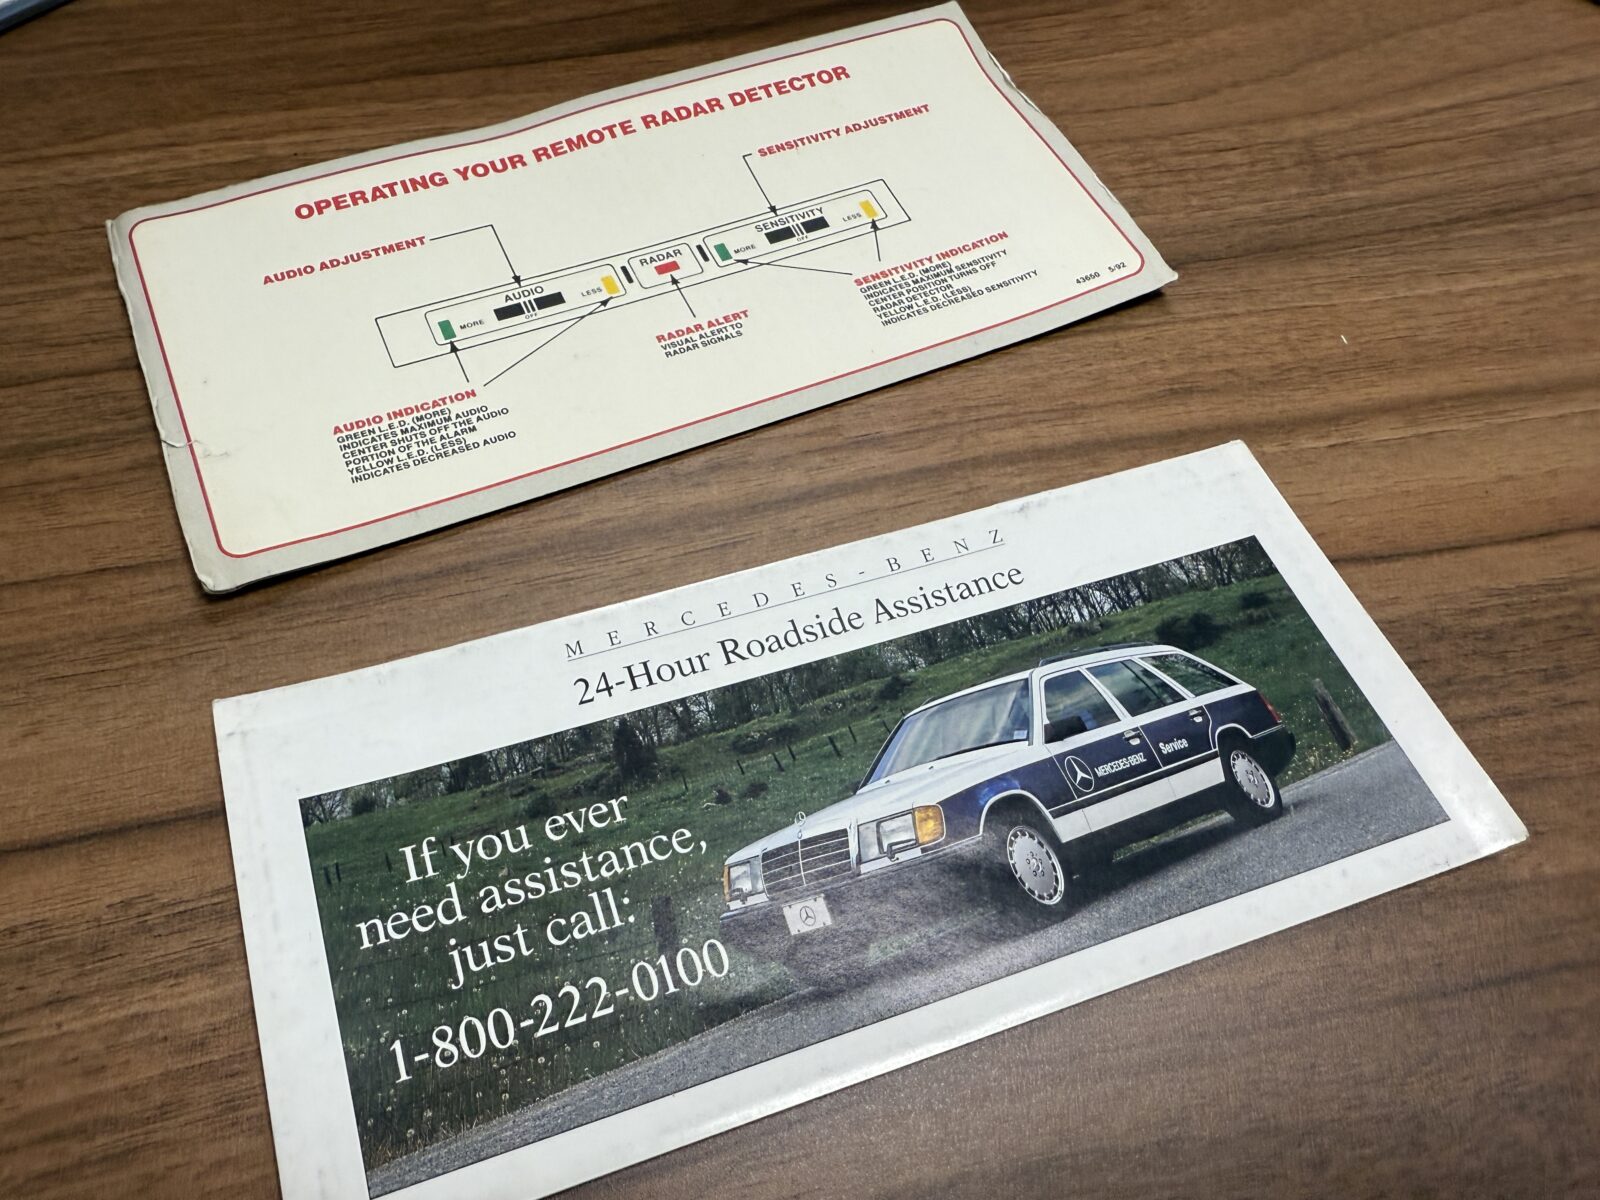 OPERATING YOUR REMOTE RADAR DETECTOR
SENSITIVITY ADJUSTMENT
AUDIO ADJUSTMENT
SENSITIVITY
MORE
OFF
LESS
RADAR
AUDIO
MORE
OFF
LESS
SENSITIVITY INDICATION
GREEN L.E.D. (MORE)
INDICATES MAXIMUM SENSITIVITY
CENTER POSITION TURNS OFF
RADAR DETECTOR
YELLOW L.E.D. (LESS)
INDICATES DECREASED SENSITIVITY
43650 5/92
RADAR ALERT
VISUAL ALERT TO
RADAR SIGNALS
AUDIO INDICATION
GREEN L.E.D. (MORE)
INDICATES MAXIMUM AUDIO
CENTER SHUTS OFF THE AUDIO
PORTION OF THE ALARM
YELLOW L.E.D. (LESS)
INDICATES DECREASED AUDIO
MERCEDES-BENZ
24-Hour Roadside Assistance
If you ever
need assistance,
just call:
1-800-222-0100
MERCEDES-BENZ
Service